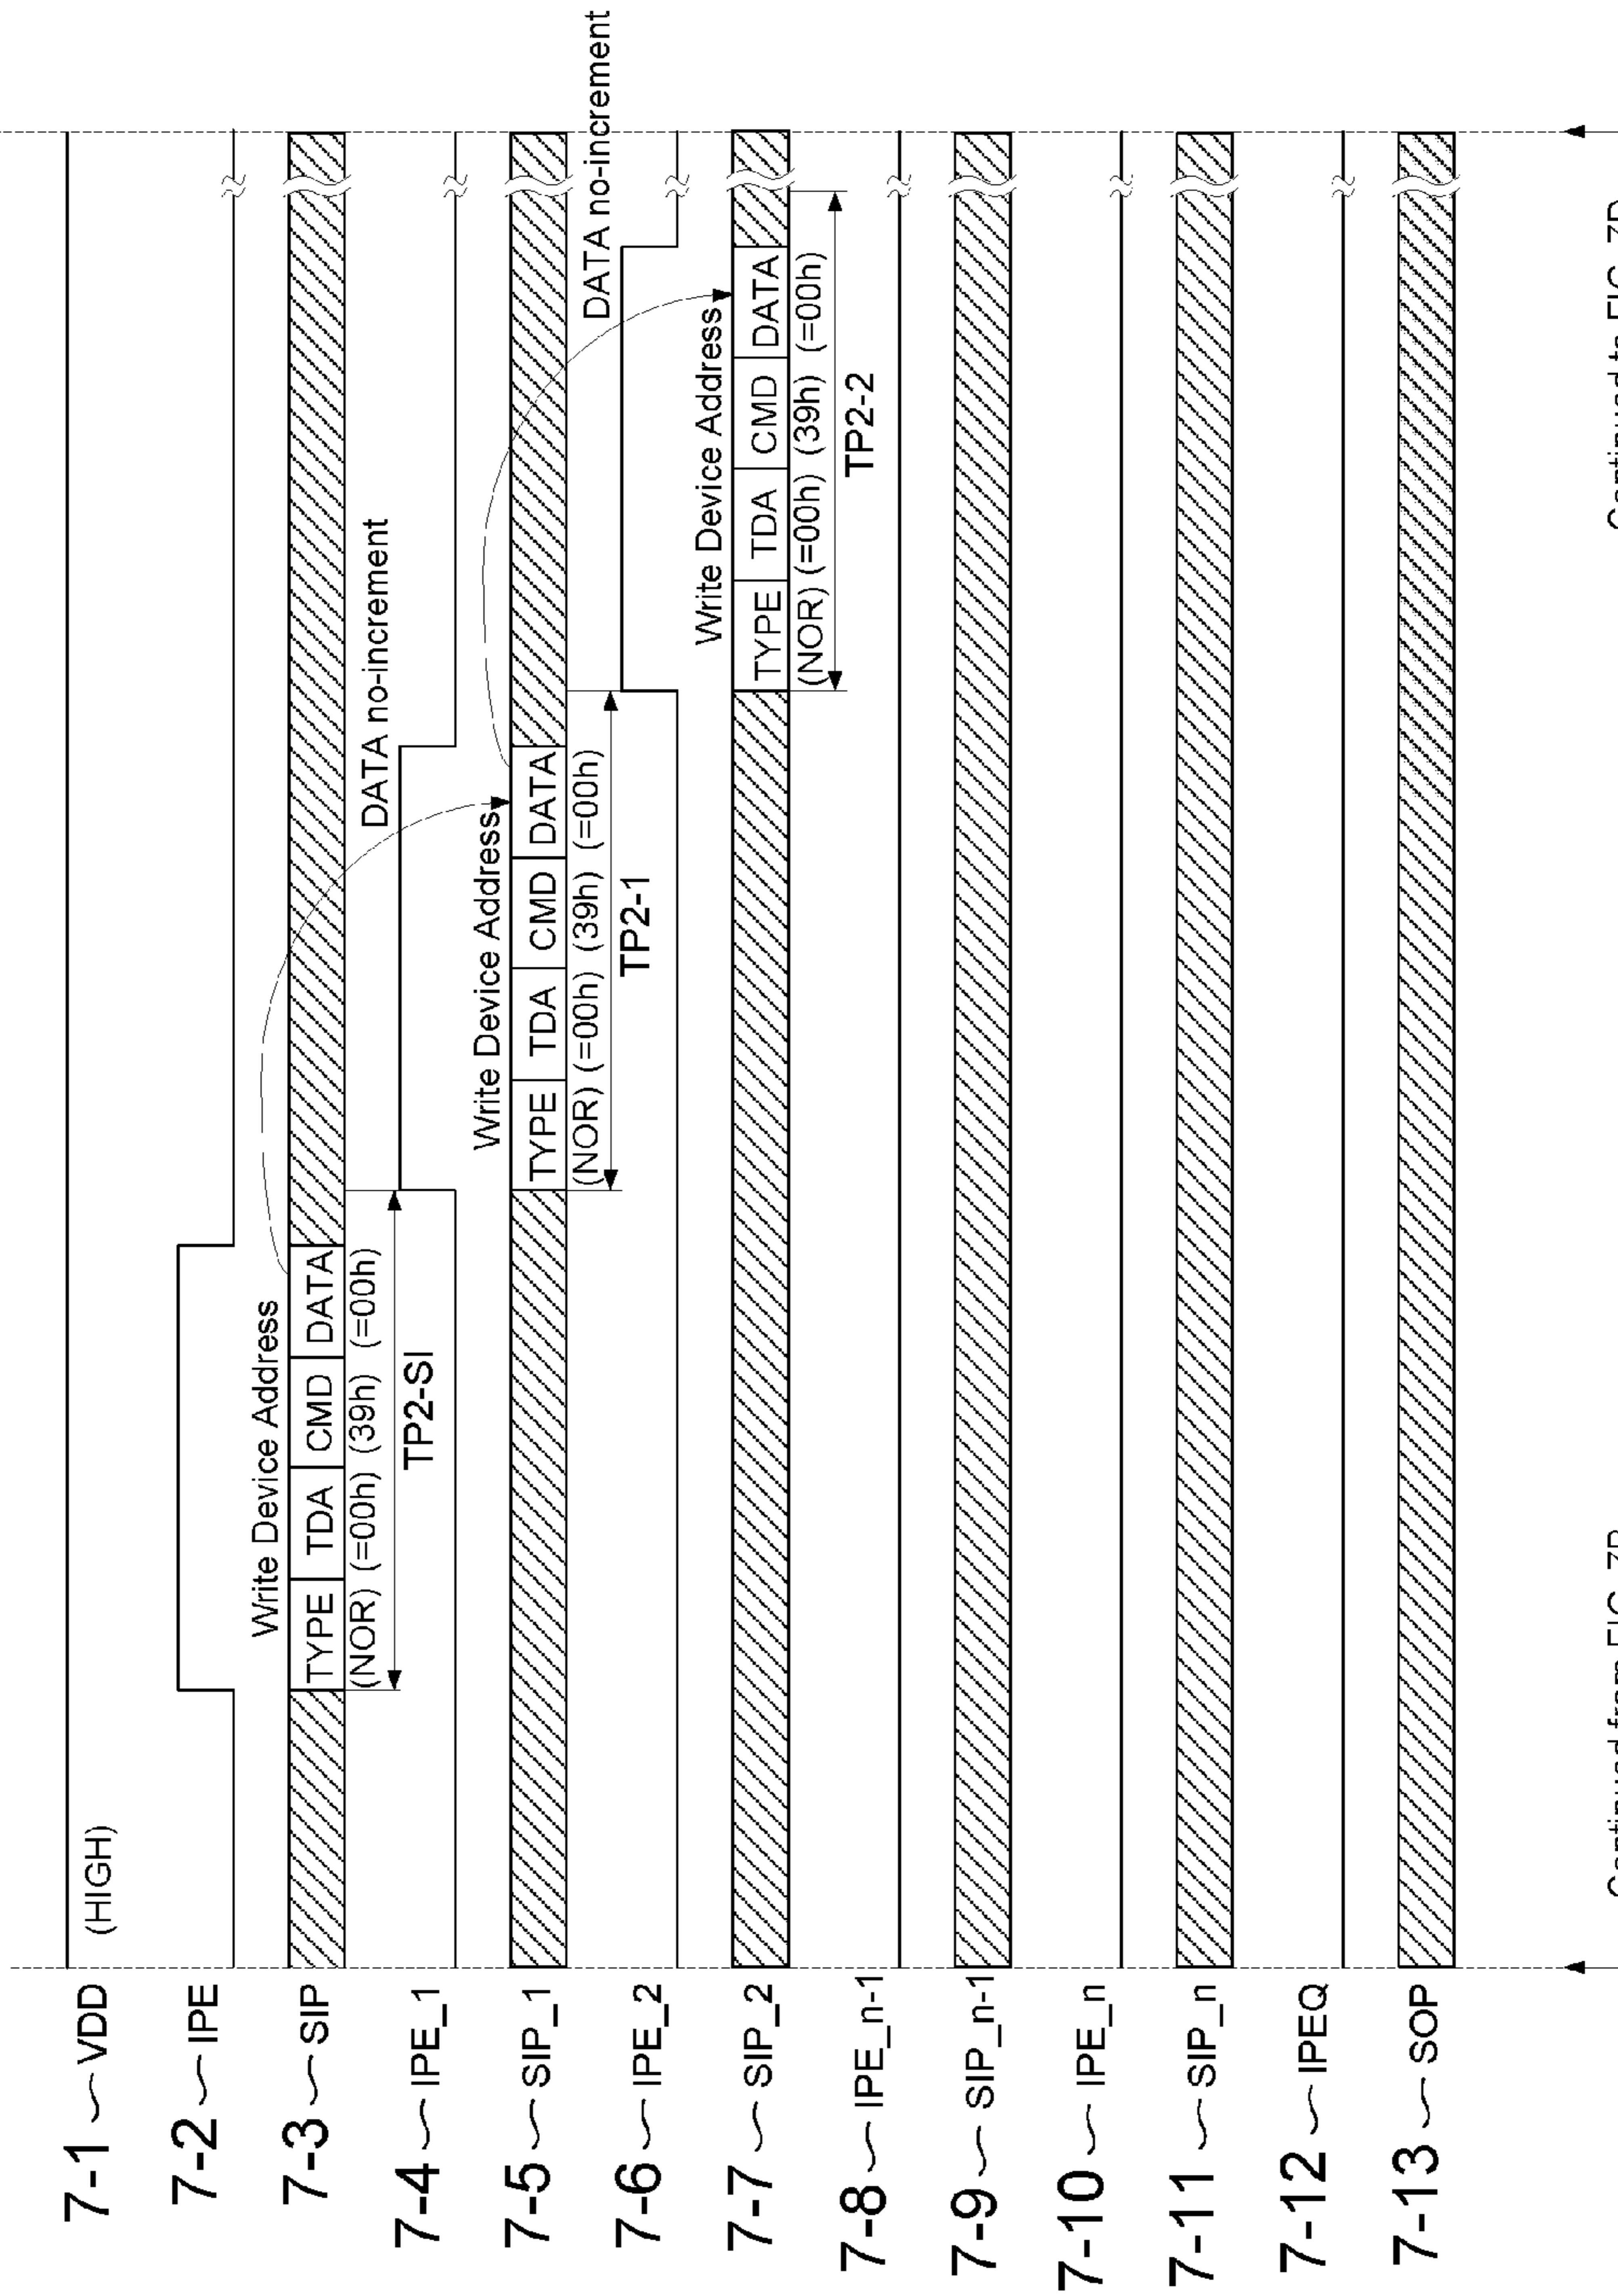 7-1 VDD
(HIGH)
7-2 IPE
Write Device Address
7-3 SIP
TYPE TDA CMD DATA
(NOR) (=00h) (39h) (=00h)
TP2-SI
DATA no-increment
7-4 IPE_1
Write Device Address
7-5 SIP_1
TYPE TDA CMD DATA
(NOR) (=00h) (39h) (=00h)
TP2-1
DATA no-increment
7-6 IPE_2
Write Device Address
7-7 SIP_2
TYPE TDA CMD DATA
(NOR) (=00h) (39h) (=00h)
TP2-2
7-8 IPE_n-1
7-9 SIP_n-1
7-10 IPE_n
7-11 SIP_n
7-12 IPEQ
7-13 SOP